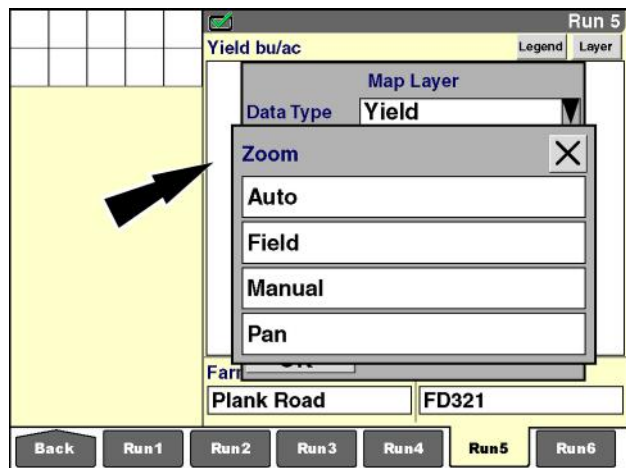 Run 5
Yield bu/ac Legend Layer
Map Layer
Data Type Yield
Zoom
Auto
Field
Manual
Pan
Plank Road FD321
Back Run1 Run2 Run3 Run4 Run5 Run6